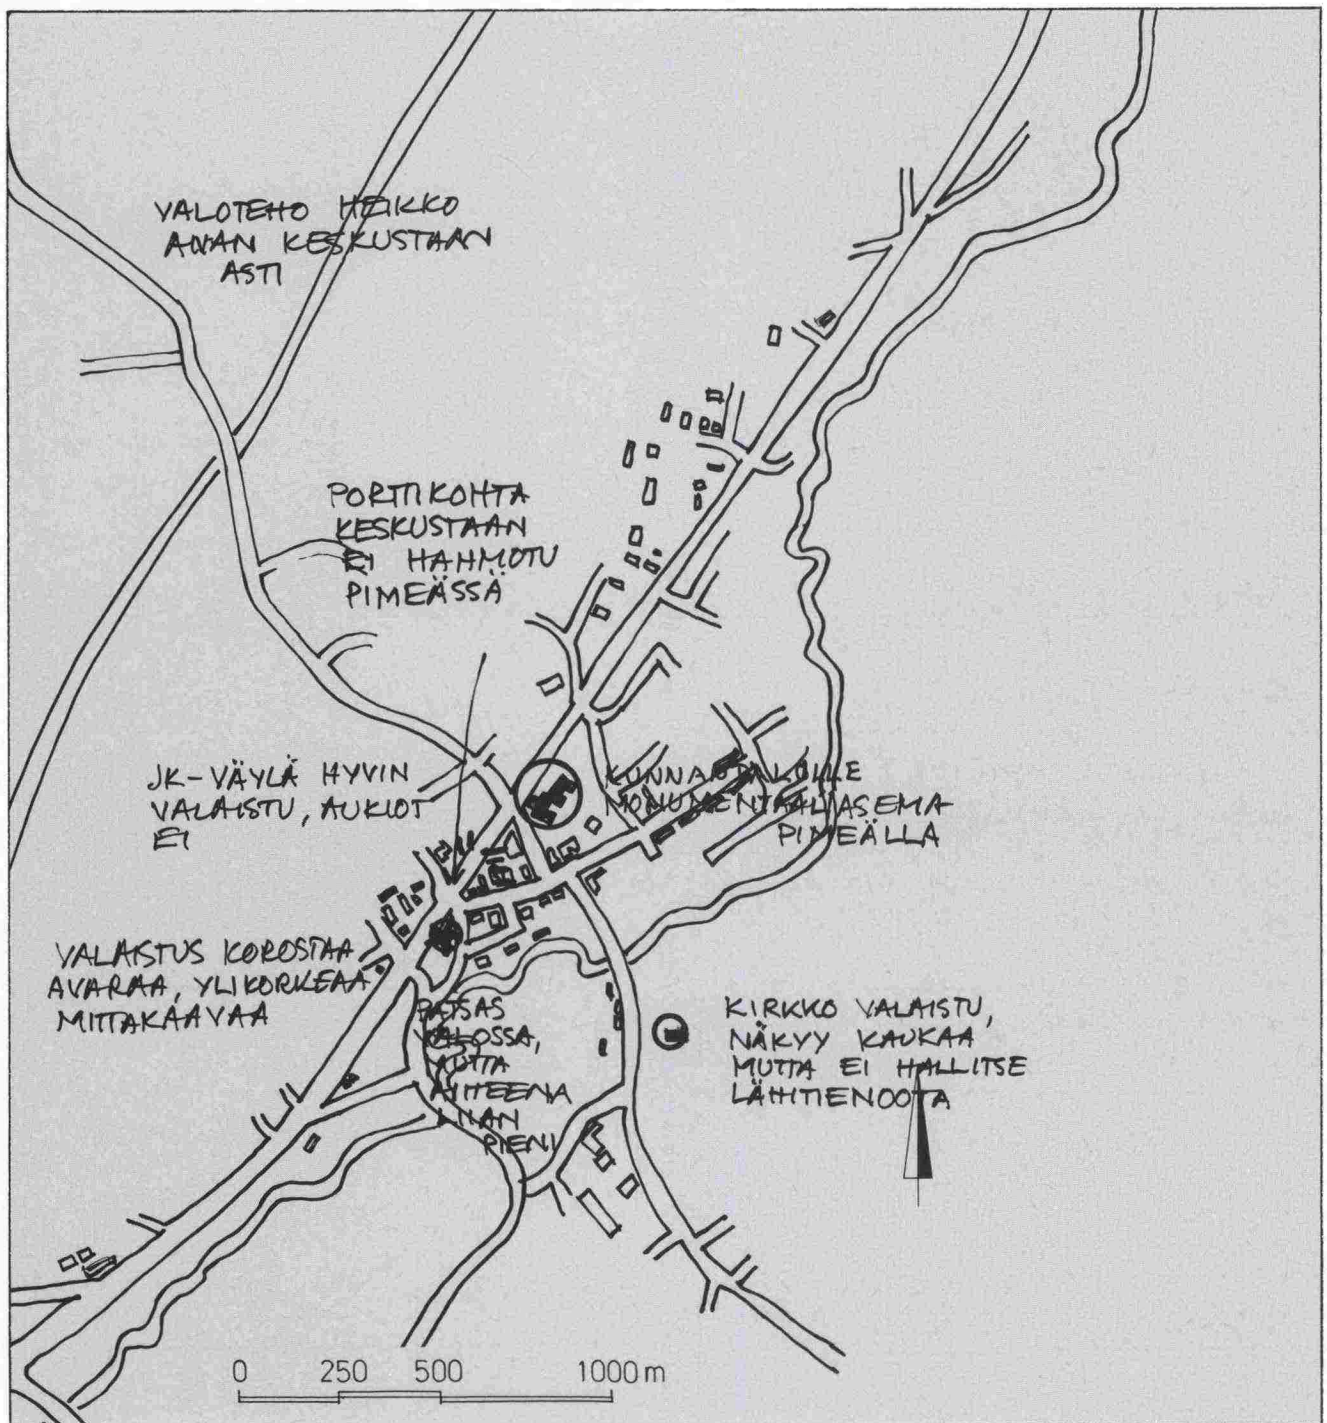 VALOTEHO HEIKKO
AIVAN KESKUSTAAN
ASTI
PORTTIKOHTA
KESKUSTAAN
EI HAHMOTU
PIMEÄSSÄ
JK-VÄYLÄ HYVIN
VALAISTU, AUKIOT
EI
KUNNANTALOLLE
MONUMENTAALIASEMA
PIMEÄLLÄ
VALAISTUS KOROSTAA
AVARAA, YLIKORKEAA
MITTAKAAVAA
PATSAS
VALOSSA,
MUTTA
AIHEENA
LIIAN
PIENI
KIRKKO VALAISTU,
NÄKYY KAUKAA
MUTTA EI HALLITSE
LÄHITIENOOTA
0 250 500 1000 m